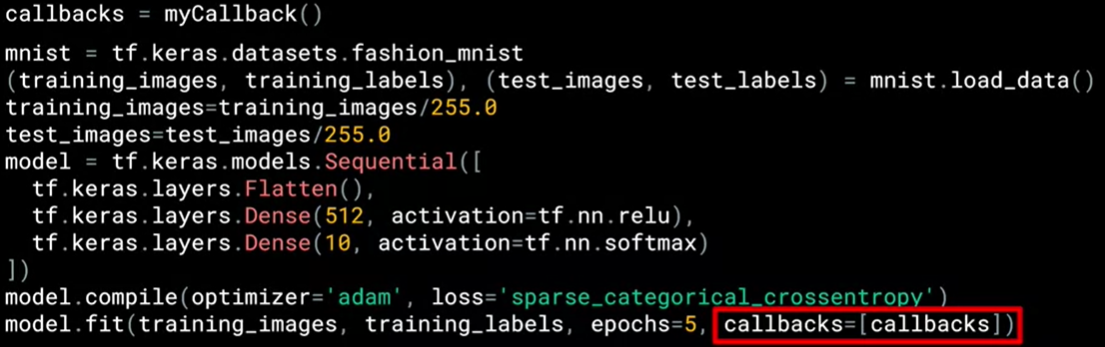 callbacks = myCallback()
mnist = tf.keras.datasets.fashion_mnist
(training_images, training_labels), (test_images, test_labels) = mnist.load_data()
training_images=training_images/255.0
test_images=test_images/255.0
model = tf.keras.models.Sequential([
  tf.keras.layers.Flatten(),
  tf.keras.layers.Dense(512, activation=tf.nn.relu),
  tf.keras.layers.Dense(10, activation=tf.nn.softmax)
])
model.compile(optimizer='adam', loss='sparse_categorical_crossentropy')
model.fit(training_images, training_labels, epochs=5, callbacks=[callbacks])